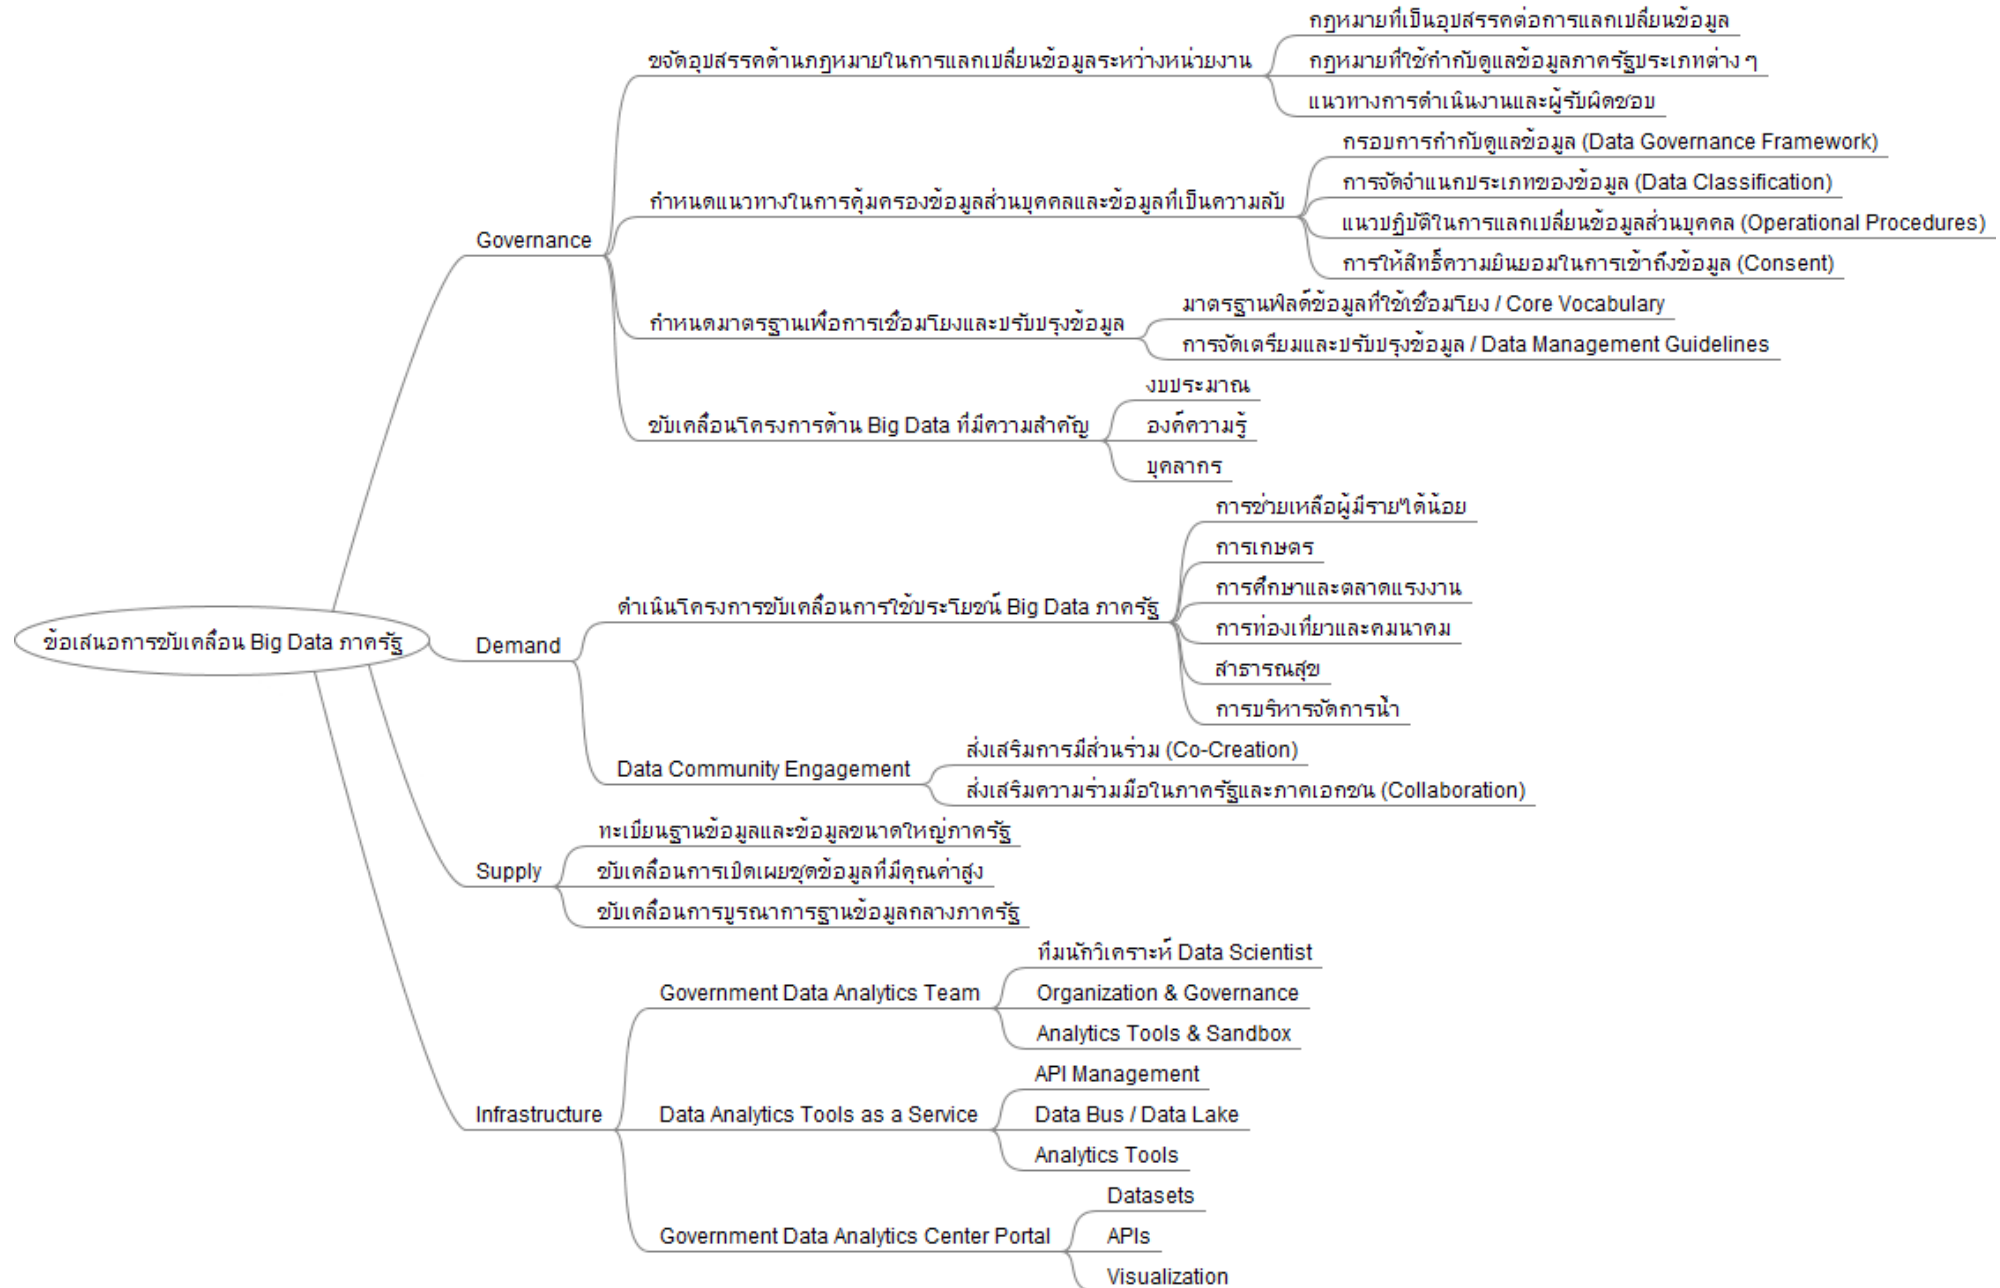 กฎหมายที่เป็นอุปสรรคต่อการแลกเปลี่ยนข้อมูล
ขจัดอุปสรรคด้านกฎหมายในการแลกเปลี่ยนข้อมูลระหว่างหน่วยงาน
กฎหมายที่ใช้กำกับดูแลข้อมูลภาครัฐประเภทต่าง ๆ
แนวทางการดำเนินงานและผู้รับผิดชอบ
กรอบการกำกับดูแลข้อมูล (Data Governance Framework)
การจัดจำแนกประเภทของข้อมูล (Data Classification)
กำหนดแนวทางในการคุ้มครองข้อมูลส่วนบุคคลและข้อมูลที่เป็นความลับ
แนวปฏิบัติในการแลกเปลี่ยนข้อมูลส่วนบุคคล (Operational Procedures)
Governance
การให้สิทธิ์ความยินยอมในการเข้าถึงข้อมูล (Consent)
มาตรฐานฟิลด์ข้อมูลที่ใช้เชื่อมโยง / Core Vocabulary
กำหนดมาตรฐานเพื่อการเชื่อมโยงและปรับปรุงข้อมูล
การจัดเตรียมและปรับปรุงข้อมูล / Data Management Guidelines
งบประมาณ
ขับเคลื่อนโครงการด้าน Big Data ที่มีความสำคัญ
องค์ความรู้
บุคลากร
การช่วยเหลือผู้มีรายได้น้อย
การเกษตร
การศึกษาและตลาดแรงงาน
ดำเนินโครงการขับเคลื่อนการใช้ประโยชน์ Big Data ภาครัฐ
การท่องเที่ยวและคมนาคม
ข้อเสนอการขับเคลื่อน Big Data ภาครัฐ
Demand
สาธารณสุข
การบริหารจัดการน้ำ
ส่งเสริมการมีส่วนร่วม (Co-Creation)
Data Community Engagement
ส่งเสริมความร่วมมือในภาครัฐและภาคเอกชน (Collaboration)
ทะเบียนฐานข้อมูลและข้อมูลขนาดใหญ่ภาครัฐ
Supply
ขับเคลื่อนการเปิดเผยชุดข้อมูลที่มีคุณค่าสูง
ขับเคลื่อนการบูรณาการฐานข้อมูลกลางภาครัฐ
ทีมนักวิเคราะห์ Data Scientist
Government Data Analytics Team
Organization & Governance
Analytics Tools & Sandbox
API Management
Infrastructure
Data Analytics Tools as a Service
Data Bus / Data Lake
Analytics Tools
Datasets
Government Data Analytics Center Portal
APIs
Visualization